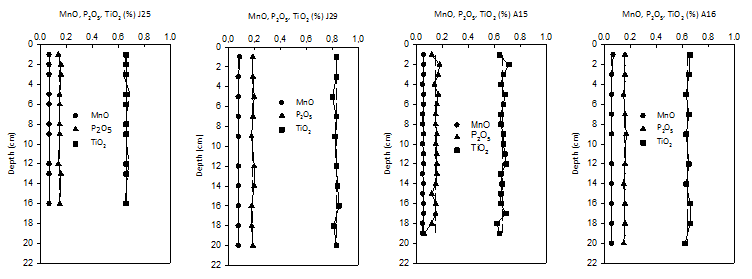 MnO, P₂O₅, TiO₂ (%) J25
0.0 0.2 0.4 0.6 0.8 1.0
0
2
4
6
8
10
12
14
16
18
20
22
Depth (cm)
MnO
P₂O5
TiO₂
MnO, P₂O₅, TiO₂ (%) J29
0,0 0,2 0,4 0,6 0,8 1,0
0
2
4
6
8
10
12
14
16
18
20
22
Depth (cm)
MnO
P₂O₅
TiO₂
MnO, P₂O₅, TiO₂ (%) A15
0.0 0.2 0.4 0.6 0.8 1.0
0
2
4
6
8
10
12
14
16
18
20
22
Depth (cm)
MnO
P₂O₅
TiO₂
MnO, P₂O₅, TiO₂ (%) A16
0.0 0.2 0.4 0.6 0.8 1.0
0
2
4
6
8
10
12
14
16
18
20
22
Depth (cm)
MnO
P₂O₅
TiO₂